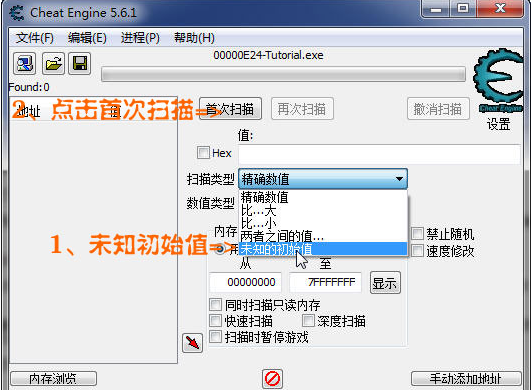 Cheat Engine 5.6.1
文件(F) 编辑(E) 进程(P) 帮助(H)
00000E24-Tutorial.exe
Found:0
地址 值
2、点击首次扫描=>
首次扫描 再次扫描 撤消扫描
Cheat Engine
设置
值:
Hex
扫描类型 精确数值
数值类型
精确数值
比...大
比...小
两者之间的值...
未知的初始值
1、未知初始值=>
内存
用
禁止随机
速度修改
从 至
00000000 7FFFFFFF 显示
同时扫描只读内存
快速扫描 深度扫描
扫描时暂停游戏
内存浏览 手动添加地址